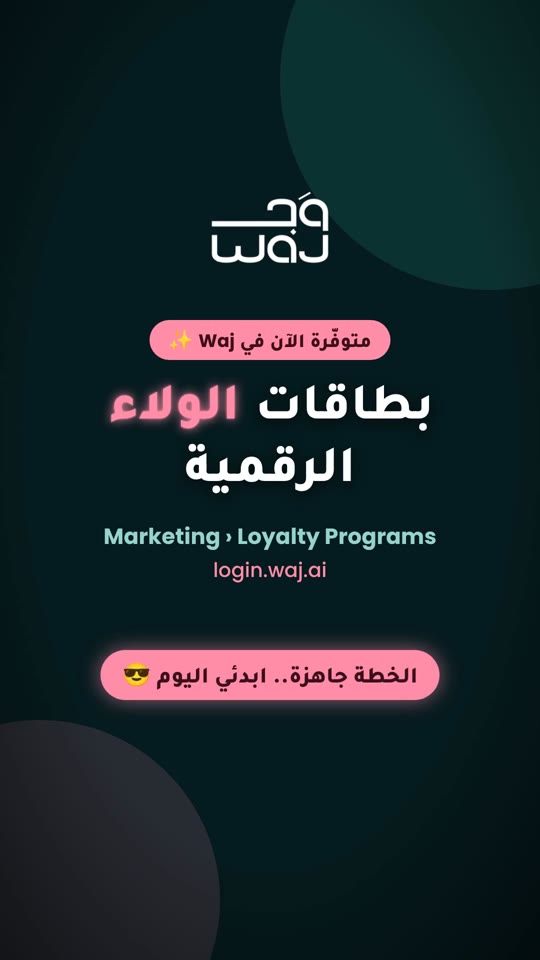 وَجـ
waj
متوفّرة الآن في Waj ✨
بطاقات الولاء
الرقمية
Marketing › Loyalty Programs
login.waj.ai
الخطة جاهزة.. ابدئي اليوم 😎